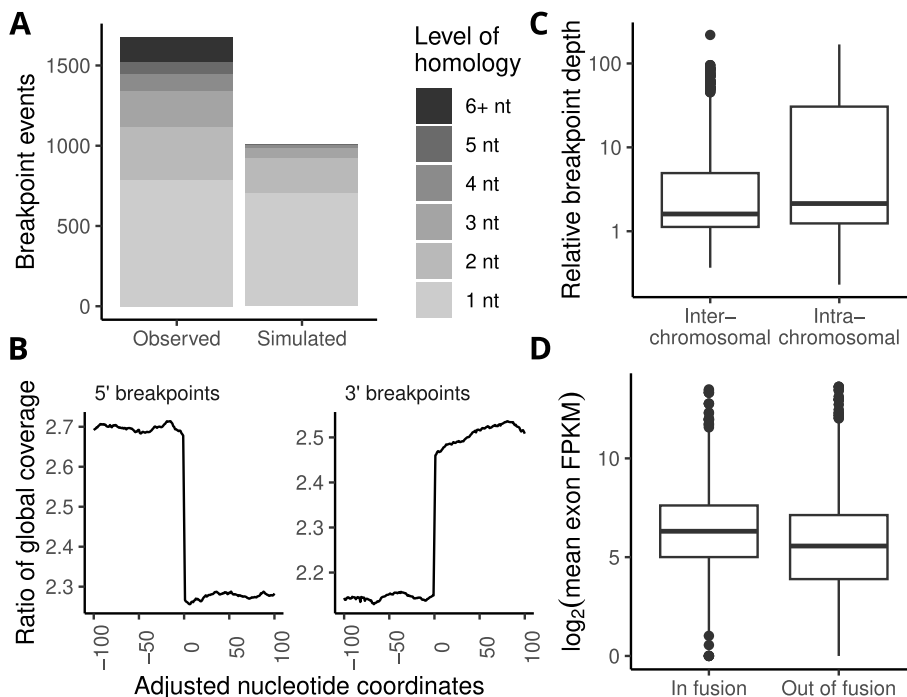 A
Breakpoint events
1500
1000
500
0
Observed
Simulated
Level of
homology
6+ nt
5 nt
4 nt
3 nt
2 nt
1 nt
C
Relative breakpoint depth
100
10
1
Inter−
chromosomal
Intra−
chromosomal
B
Ratio of global coverage
5' breakpoints
2.7
2.6
2.5
2.4
2.3
−100
−50
0
50
100
3' breakpoints
2.5
2.4
2.3
2.2
−100
−50
0
50
100
Adjusted nucleotide coordinates
D
log₂(mean exon FPKM)
10
5
0
In fusion
Out of fusion